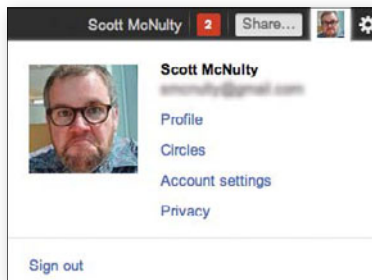 Scott McNulty 2 Share...
Scott McNulty
Profile
Circles
Account settings
Privacy
Sign out